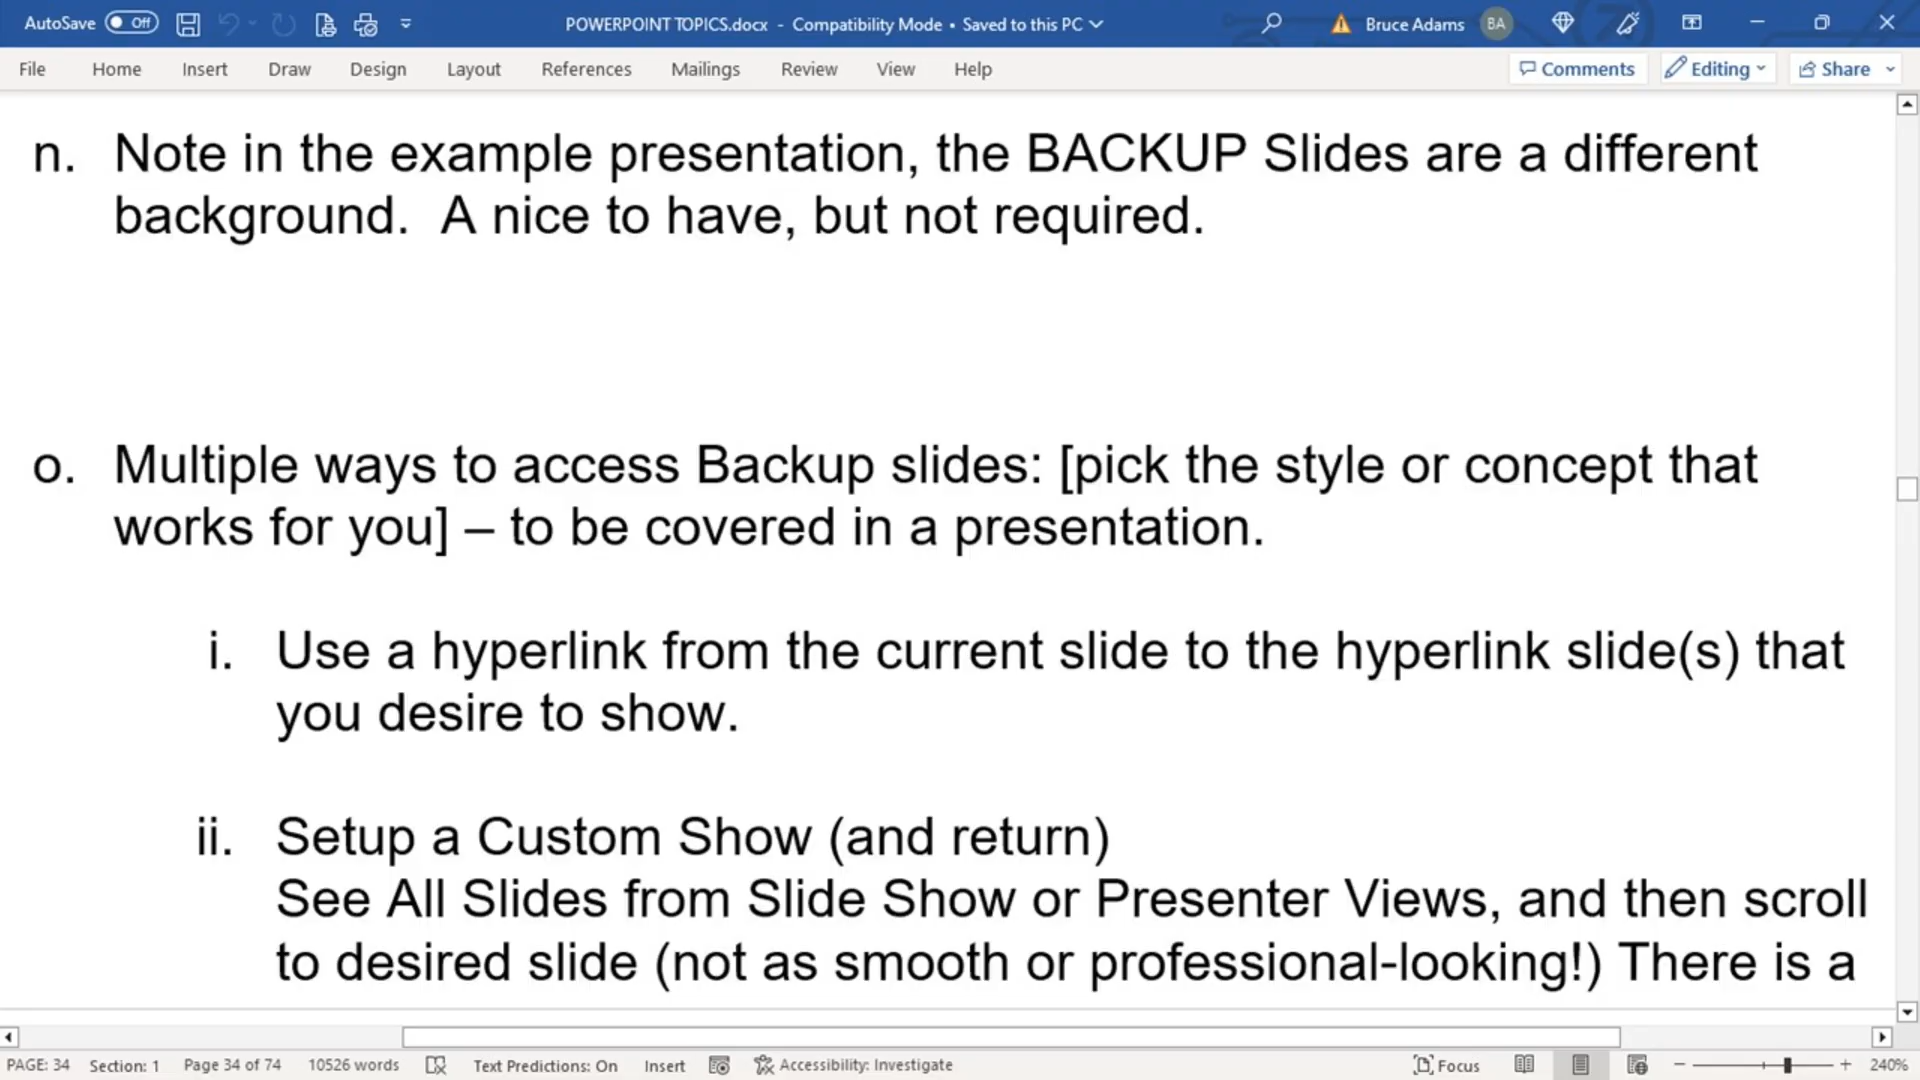 AutoSave Off POWERPOINT TOPICS.docx - Compatibility Mode • Saved to this PC Bruce Adams BA
File Home Insert Draw Design Layout References Mailings Review View Help Comments Editing Share
n. Note in the example presentation, the BACKUP Slides are a different
background.  A nice to have, but not required.
o. Multiple ways to access Backup slides: [pick the style or concept that
works for you] – to be covered in a presentation.
i. Use a hyperlink from the current slide to the hyperlink slide(s) that
you desire to show.
ii. Setup a Custom Show (and return)
See All Slides from Slide Show or Presenter Views, and then scroll
to desired slide (not as smooth or professional-looking!) There is a
PAGE: 34 Section: 1 Page 34 of 74 10526 words Text Predictions: On Insert Accessibility: Investigate Focus 240%